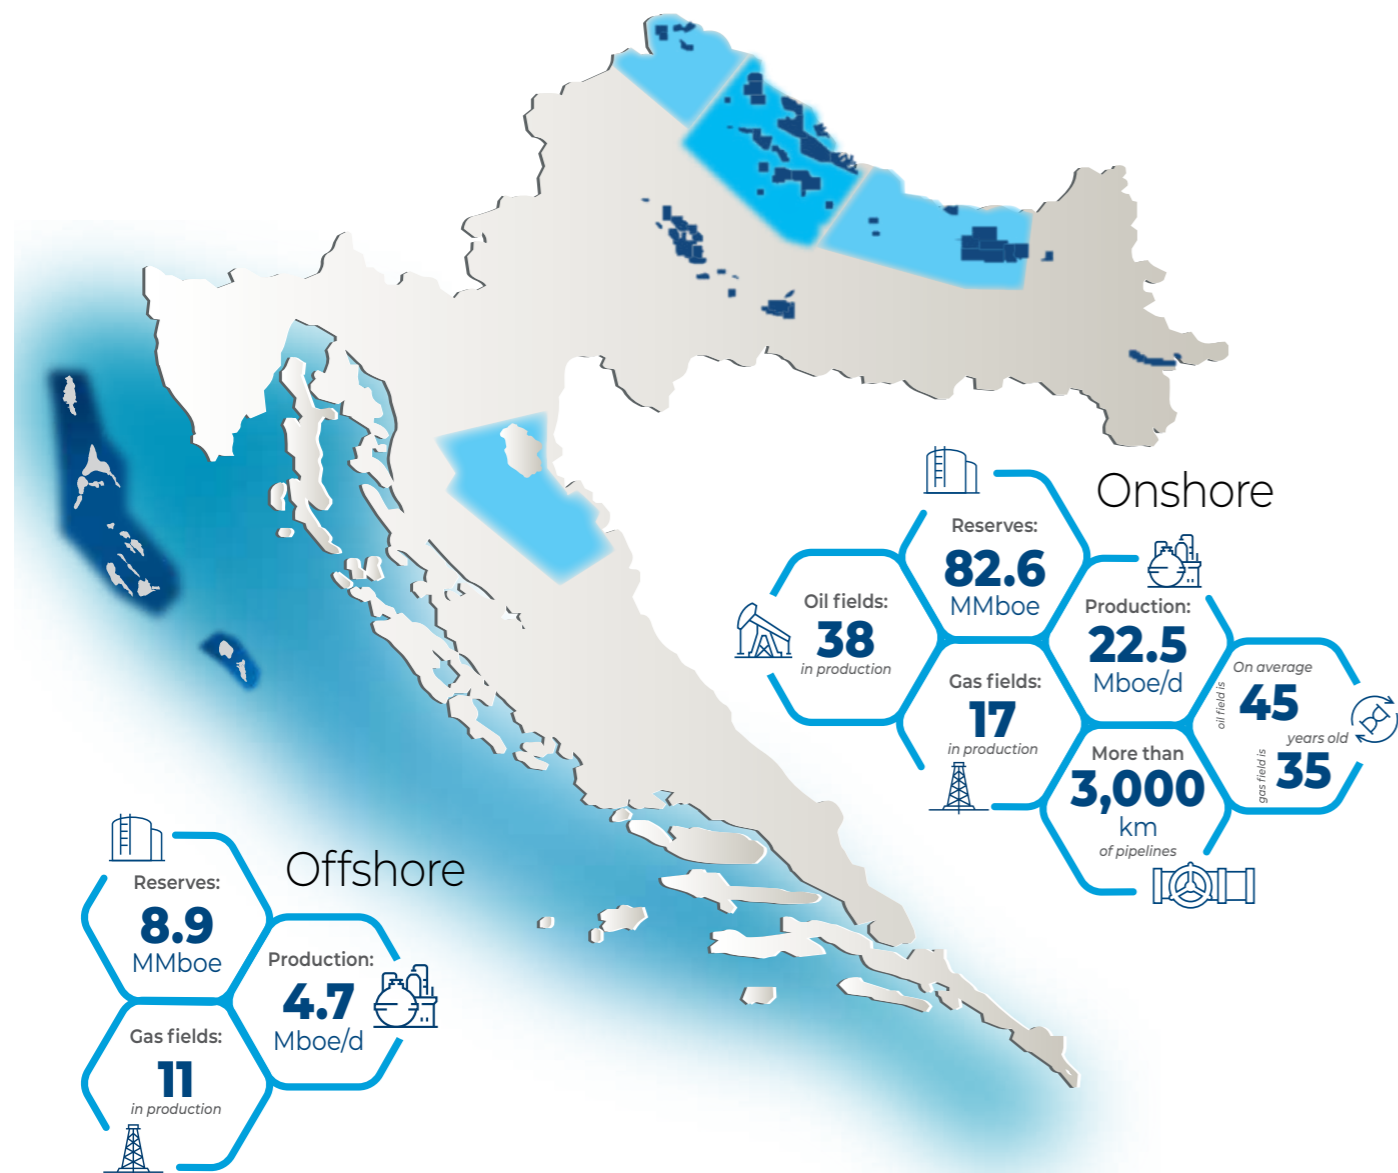 Onshore
Reserves:
82.6
MMboe
Oil fields:
38
in production
Production:
22.5
Mboe/d
Gas fields:
17
in production
On average
oil field is
45
years old
gas field is
35
More than
3,000
km
of pipelines
Offshore
Reserves:
8.9
MMboe
Production:
4.7
Mboe/d
Gas fields:
11
in production